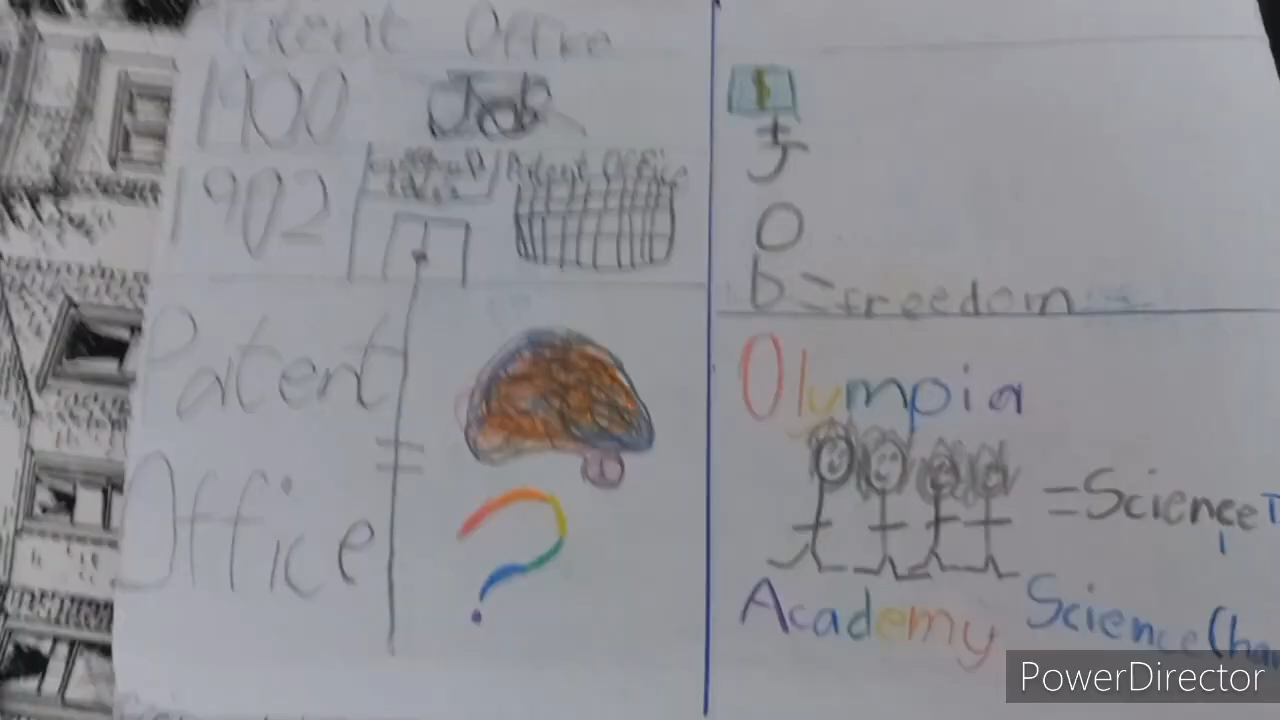 Patent Office
1900 Job
1902 Patent Office
Patent
Office
=
?
$
J
o
b = freedom
Olympia
= Science
Academy Science
PowerDirector